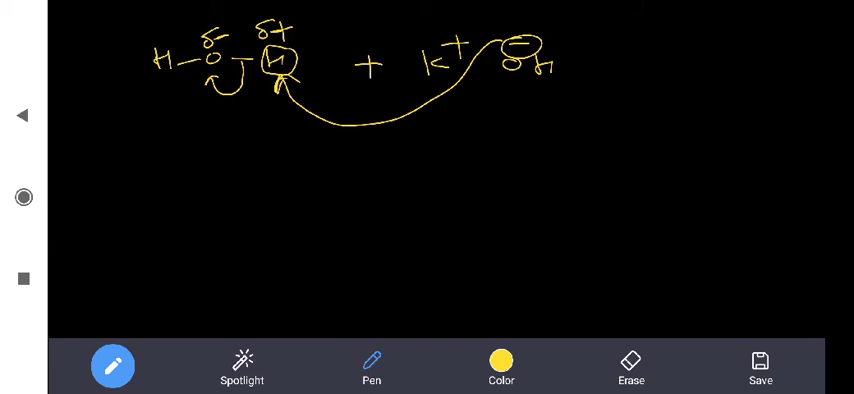 δ- δ+
H-O-H + K+ -OH
Spotlight Pen Color Erase Save